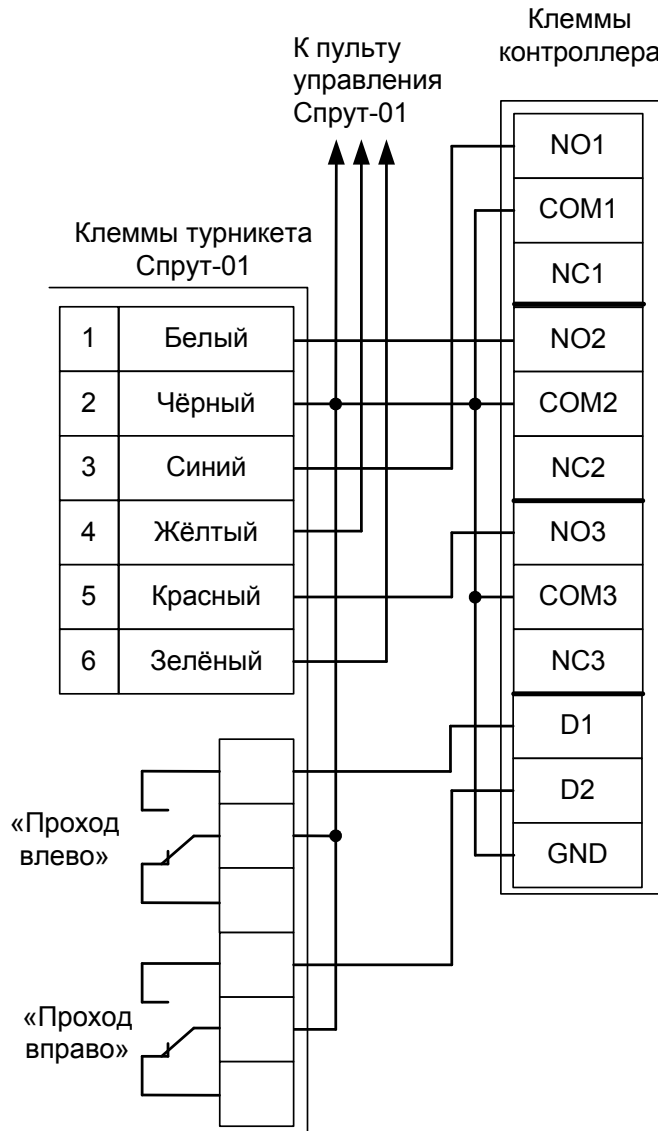 Клеммы
контроллера
К пульту
управления
Спрут-01
Клеммы турникета
Спрут-01
1 Белый
2 Чёрный
3 Синий
4 Жёлтый
5 Красный
6 Зелёный
NO1
COM1
NC1
NO2
COM2
NC2
NO3
COM3
NC3
D1
D2
GND
«Проход
влево»
«Проход
вправо»